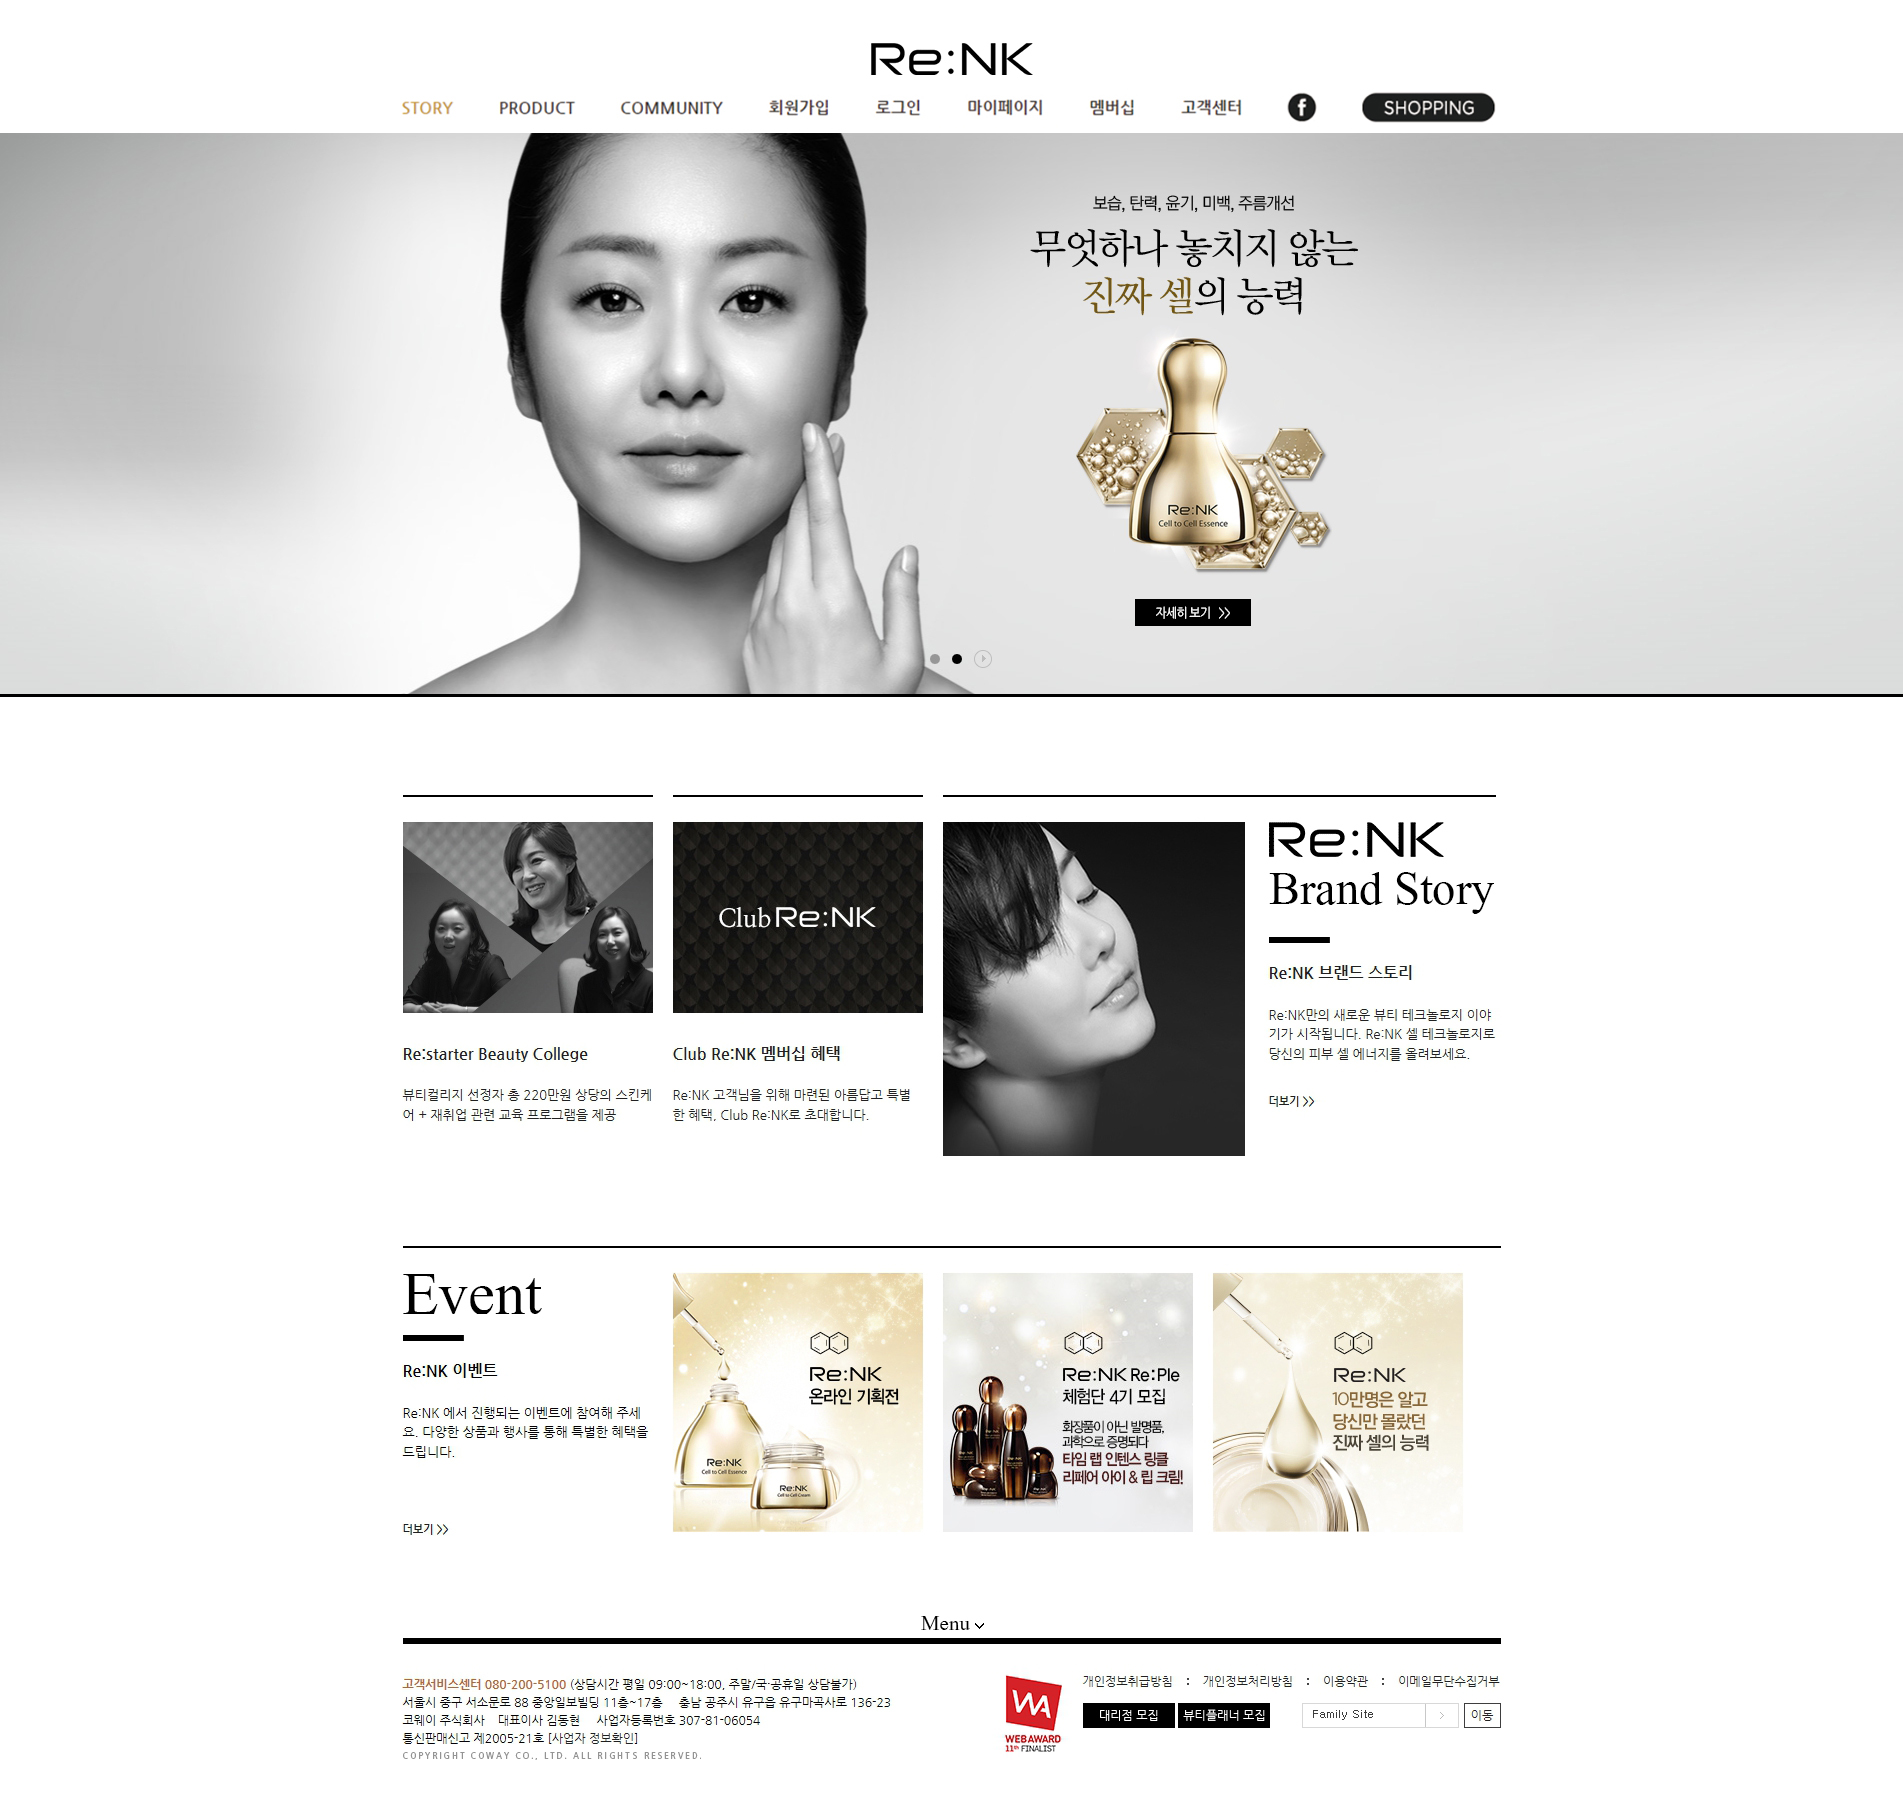 Re:NK
STORY PRODUCT COMMUNITY 회원가입 로그인 마이페이지 멤버십 고객센터 f SHOPPING
보습, 탄력, 윤기, 미백, 주름개선
무엇하나 놓치지 않는
진짜 셀의 능력
Re:NK
Cell to Cell Essence
자세히 보기 >>
Club Re:NK
Re:starter Beauty College
뷰티컬리지 선정자 총 220만원 상당의 스킨케
어 + 재취업 관련 교육 프로그램을 제공
Club Re:NK 멤버십 혜택
Re:NK 고객님을 위해 마련된 아름답고 특별
한 혜택, Club Re:NK로 초대합니다.
Re:NK
Brand Story
Re:NK 브랜드 스토리
Re:NK만의 새로운 뷰티 테크놀로지 이야
기가 시작됩니다. Re:NK 셀 테크놀로지로
당신의 피부 셀 에너지를 올려보세요.
더보기 >>
Event
Re:NK 이벤트
Re:NK 에서 진행되는 이벤트에 참여해 주세
요. 다양한 상품과 행사를 통해 특별한 혜택을
드립니다.
더보기 >>
Re:NK
온라인 기획전
Re:NK
Cell to Cell Essence
Re:NK
Cell to Cell Cream
Re:NK Re:Ple
체험단 4기 모집
화장품이 아닌 발명품,
과학으로 증명되다
타임 랩 인텐스 링클
리페어 아이 & 립 크림!
Re:NK
10만명은 알고
당신만 몰랐던
진짜 셀의 능력
Menu
고객서비스센터 080-200-5100 (상담시간 평일 09:00~18:00, 주말/국·공휴일 상담불가)
서울시 중구 서소문로 88 중앙일보빌딩 11층~17층 충남 공주시 유구읍 유구마곡사로 136-23
코웨이 주식회사 대표이사 김동현 사업자등록번호 307-81-06054
통신판매신고 제2005-21호 [사업자 정보확인]
COPYRIGHT COWAY CO., LTD. ALL RIGHTS RESERVED.
WA
WEBAWARD
11th FINALIST
개인정보취급방침 : 개인정보처리방침 : 이용약관 : 이메일무단수집거부
대리점 모집 뷰티플래너 모집 Family Site > 이동